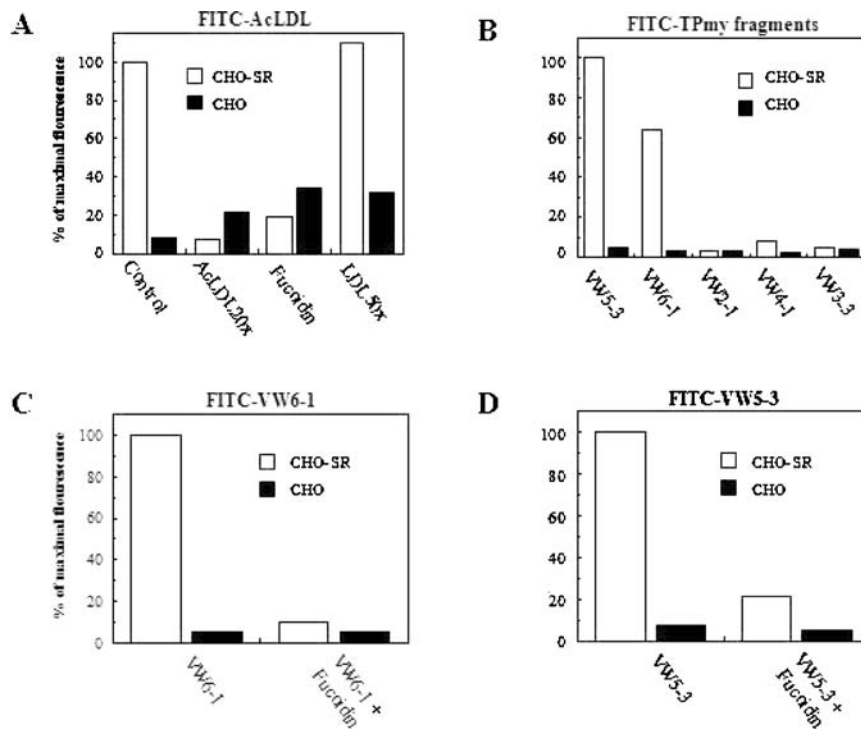 A
FITC-AcLDL
% of maximal flourescence
100
80
60
40
20
0
CHO-SR
CHO
Control
AcLDL20x
Fucoidin
LDL50x
B
FITC-TPmy fragments
100
80
60
40
20
0
CHO-SR
CHO
VW5-3
VW6-1
VW2-1
VW4-1
VW3-3
C
FITC-VW6-1
% of maximal flourescence
100
80
60
40
20
0
CHO-SR
CHO
VW6-1
VW6-1 +
Fucoidin
D
FITC-VW5-3
100
80
60
40
20
0
CHO-SR
CHO
VW5-3
VW5-3 +
Fucoidin